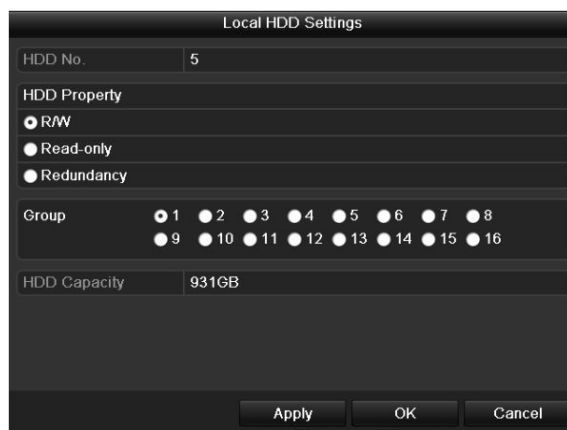 Local HDD Settings
HDD No. 5
HDD Property
R/W
Read-only
Redundancy
Group 1 2 3 4 5 6 7 8
9 10 11 12 13 14 15 16
HDD Capacity 931GB
Apply OK Cancel